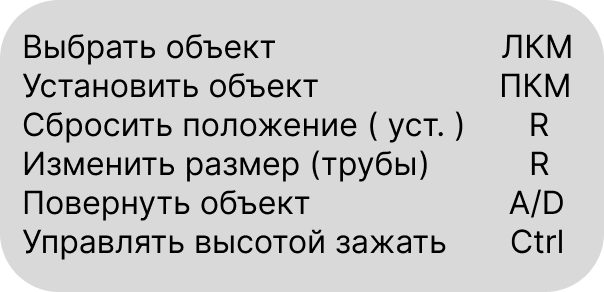 Выбрать объект ЛКМ
Установить объект ПКМ
Сбросить положение ( уст. ) R
Изменить размер (трубы) R
Повернуть объект A/D
Управлять высотой зажать Ctrl